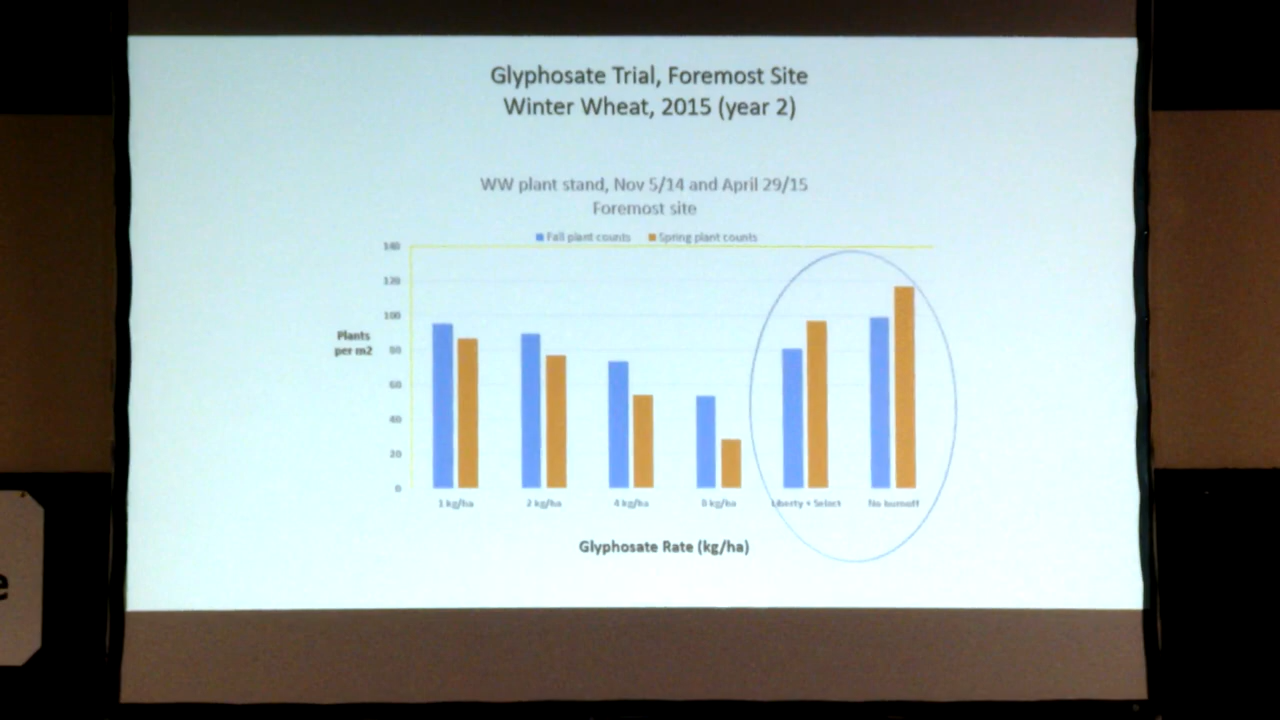 Glyphosate Trial, Foremost Site
Winter Wheat, 2015 (year 2)
WW plant stand, Nov 5/14 and April 29/15
Foremost site
Fall plant counts
Spring plant counts
140
120
100
80
60
40
20
0
Plants
per m2
1 kg/ha
2 kg/ha
4 kg/ha
8 kg/ha
Liberty + Select
No burnoff
Glyphosate Rate (kg/ha)
e